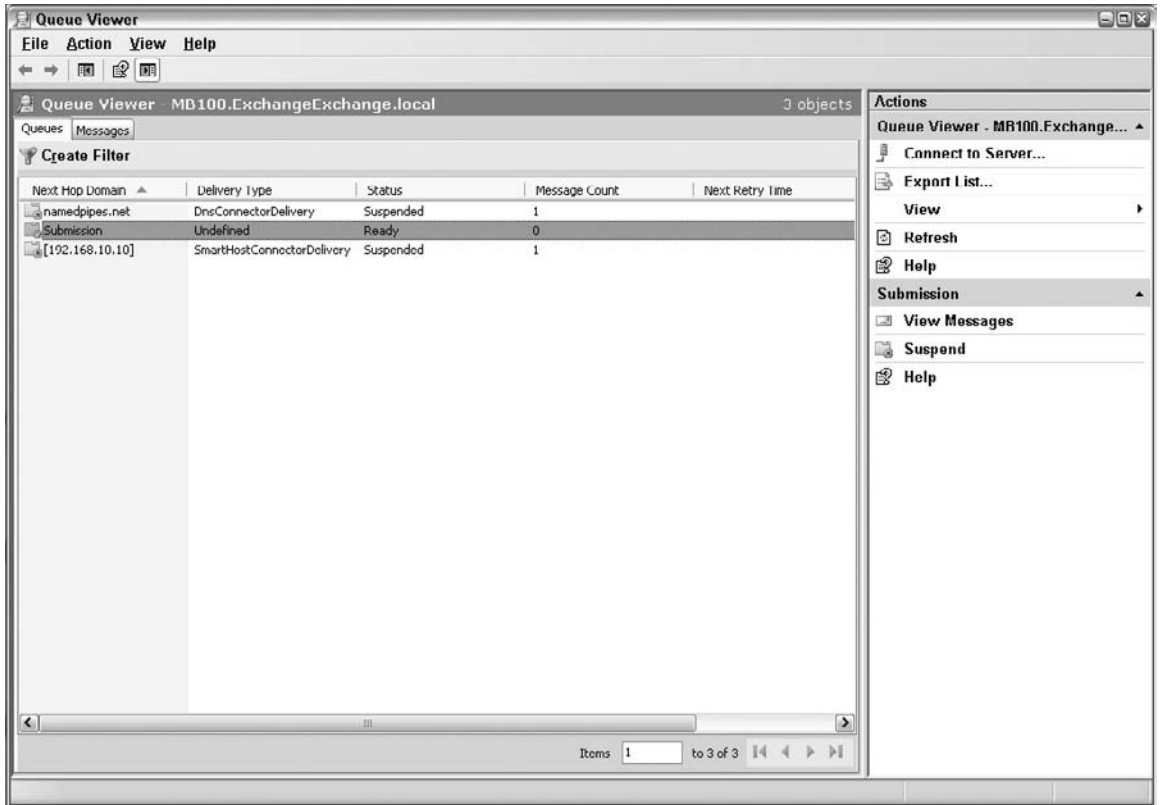 Queue Viewer
File Action View Help
Queue Viewer - MB100.ExchangeExchange.local 3 objects
Queues Messages
Create Filter
Next Hop Domain Delivery Type Status Message Count Next Retry Time
namedpipes.net DnsConnectorDelivery Suspended 1
Submission Undefined Ready 0
[192.168.10.10] SmartHostConnectorDelivery Suspended 1
Items 1 to 3 of 3
Actions
Queue Viewer - MB100.Exchange...
Connect to Server...
Export List...
View
Refresh
Help
Submission
View Messages
Suspend
Help